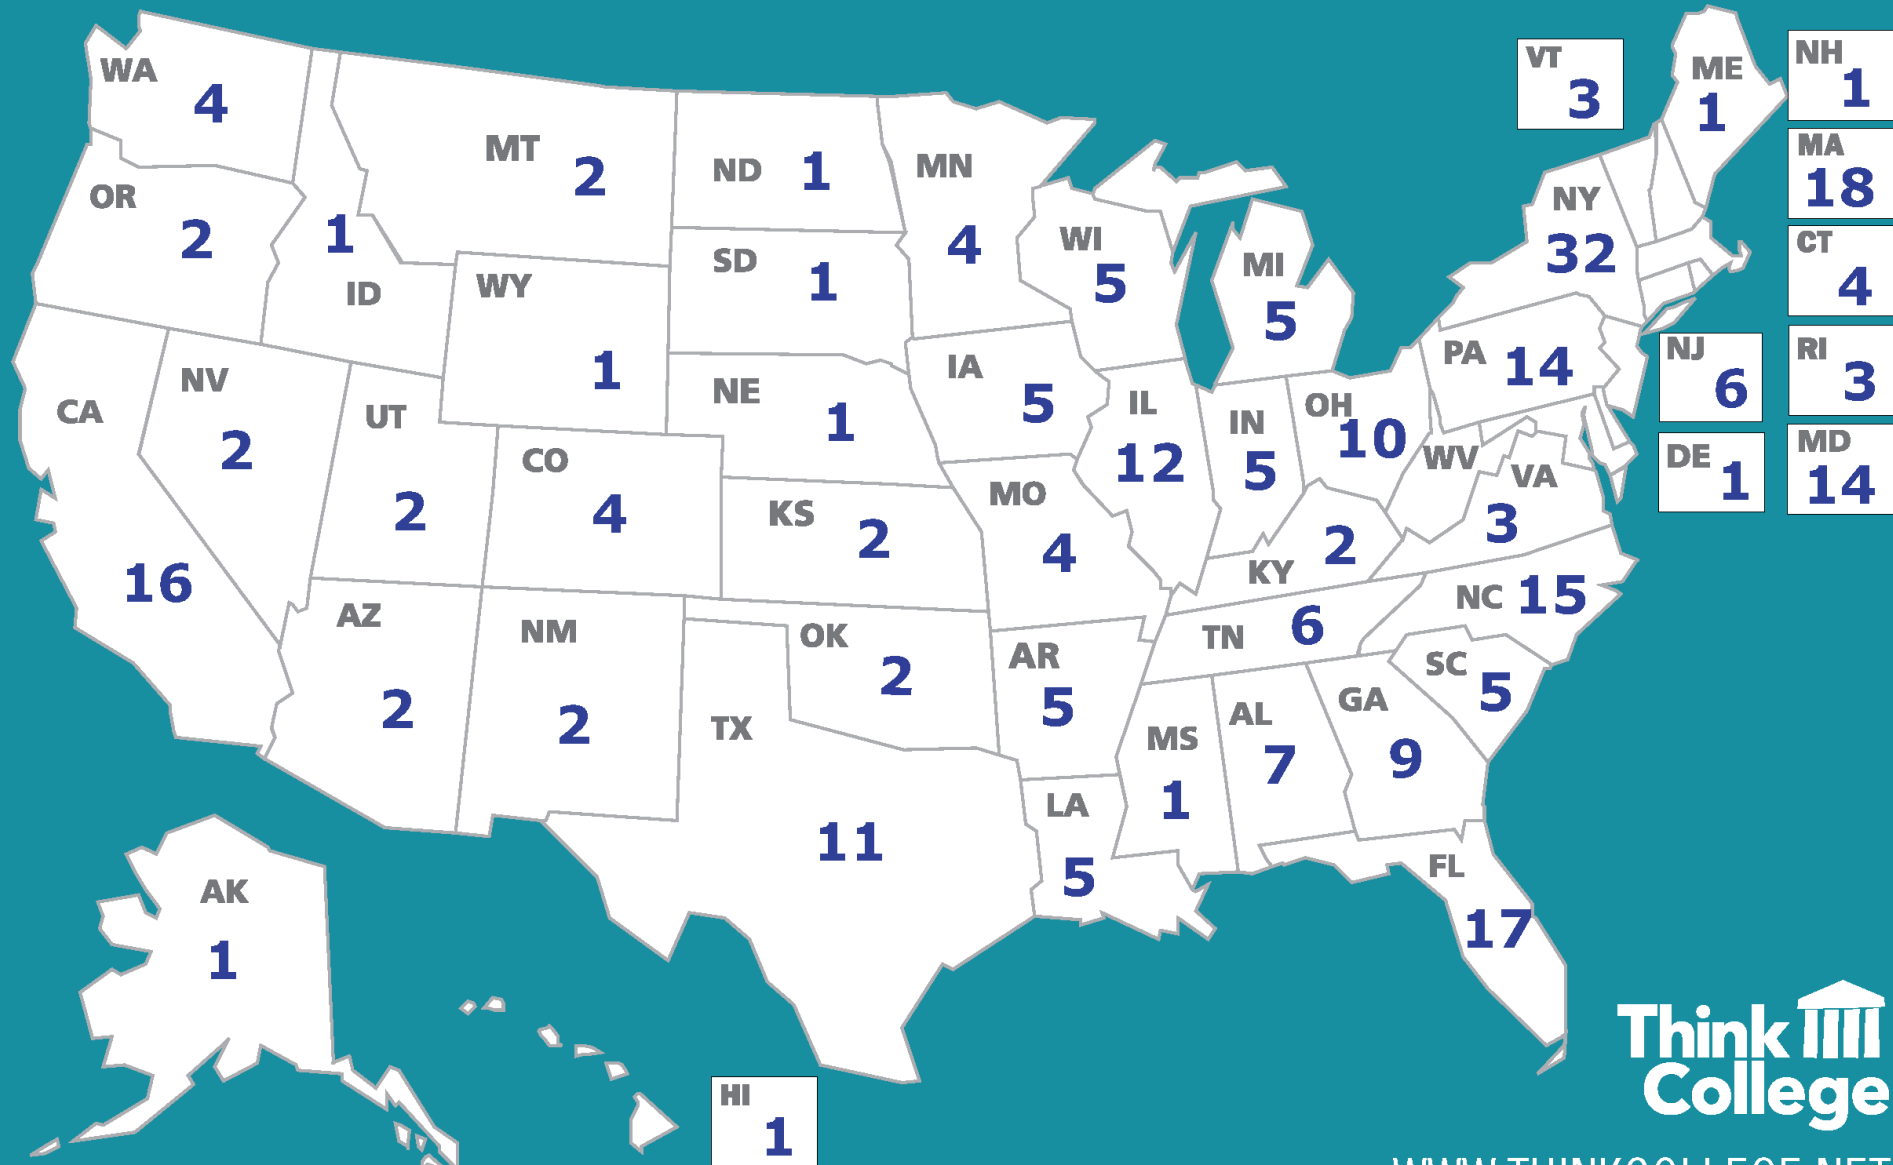 WA
4
OR
2
CA
16
NV
2
ID
1
MT
2
WY
1
UT
2
CO
4
AZ
2
NM
2
ND
1
SD
1
NE
1
KS
2
OK
2
TX
11
MN
4
IA
5
MO
4
AR
5
LA
5
WI
5
IL
12
MI
5
IN
5
OH
10
KY
2
TN
6
MS
1
AL
7
GA
9
FL
17
SC
5
NC
15
VA
3
WV
PA
14
NY
32
VT
3
ME
1
NH
1
MA
18
CT
4
RI
3
NJ
6
DE
1
MD
14
AK
1
HI
1
Think
College
WWW.THINKCOLLEGE.NET